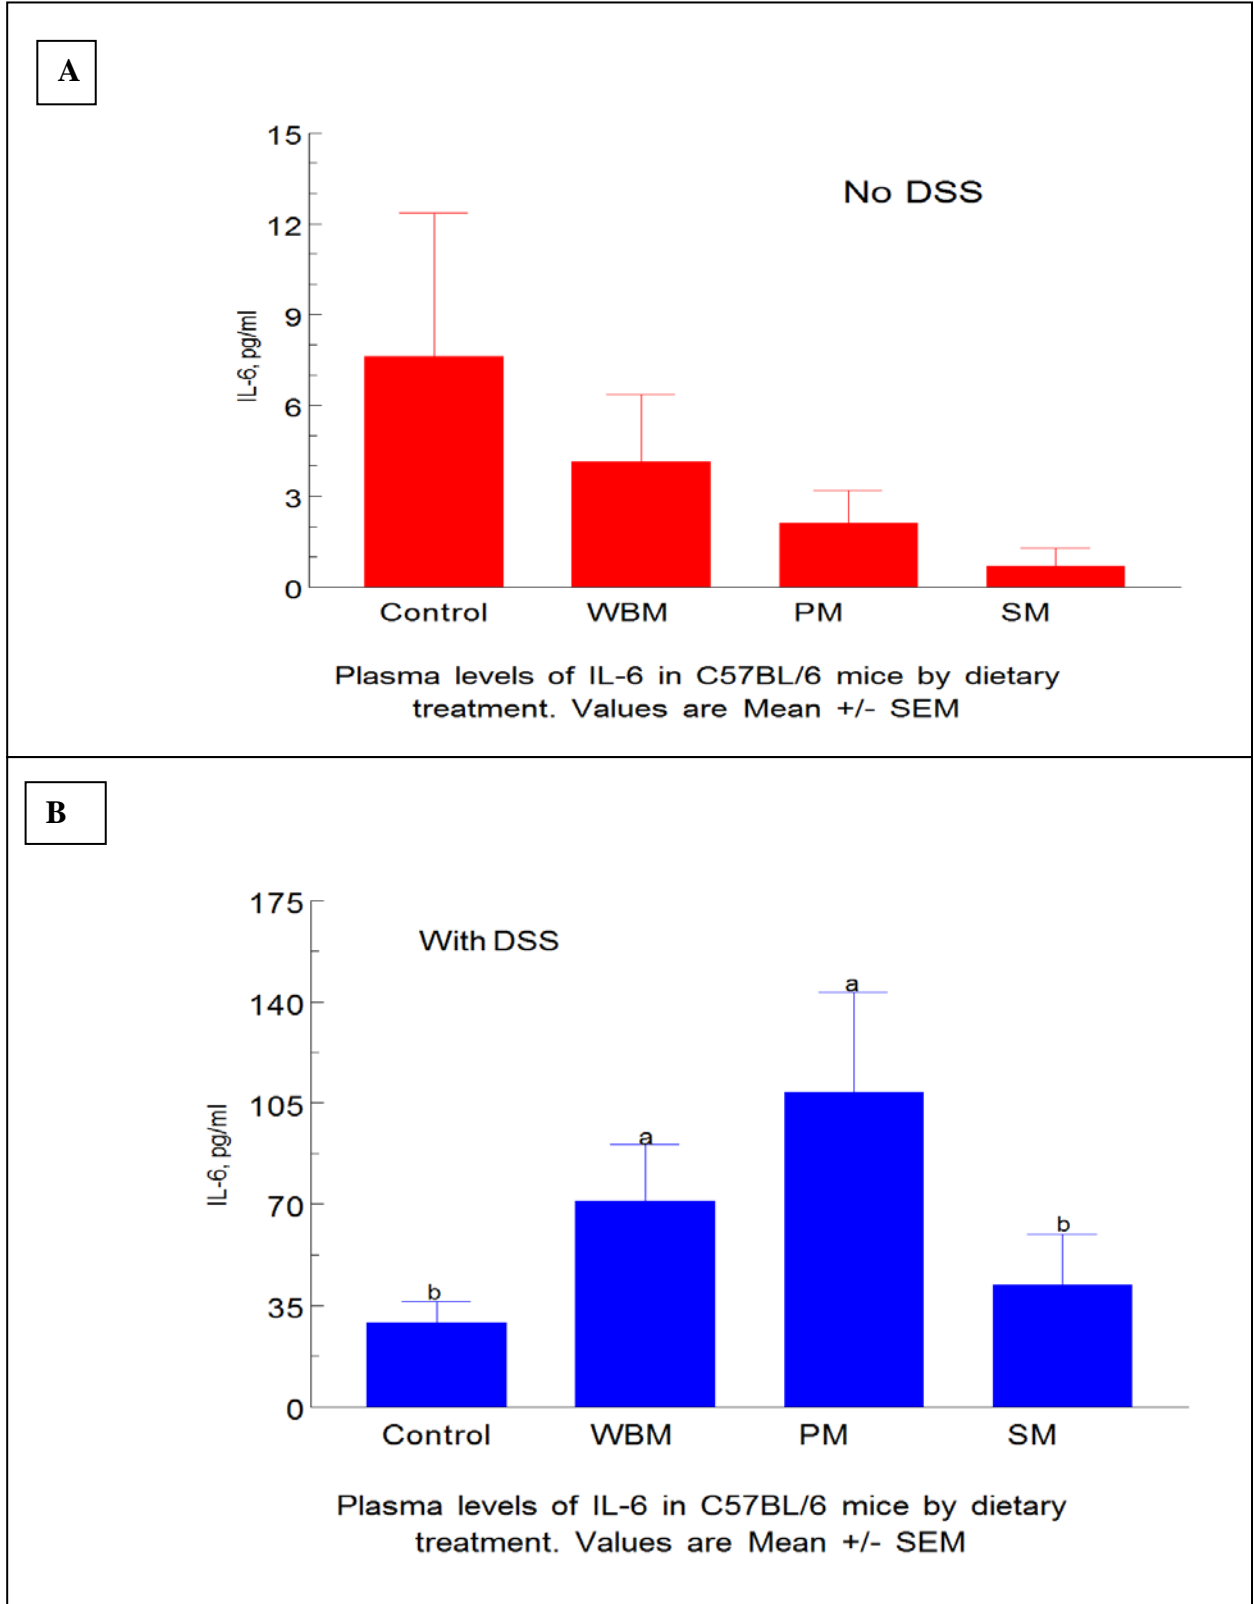 A
15
12
9
6
3
0
IL-6, pg/ml
No DSS
Control WBM PM SM
Plasma levels of IL-6 in C57BL/6 mice by dietary
treatment. Values are Mean +/- SEM
B
175
140
105
70
35
0
IL-6, pg/ml
With DSS
b a a b
Control WBM PM SM
Plasma levels of IL-6 in C57BL/6 mice by dietary
treatment. Values are Mean +/- SEM